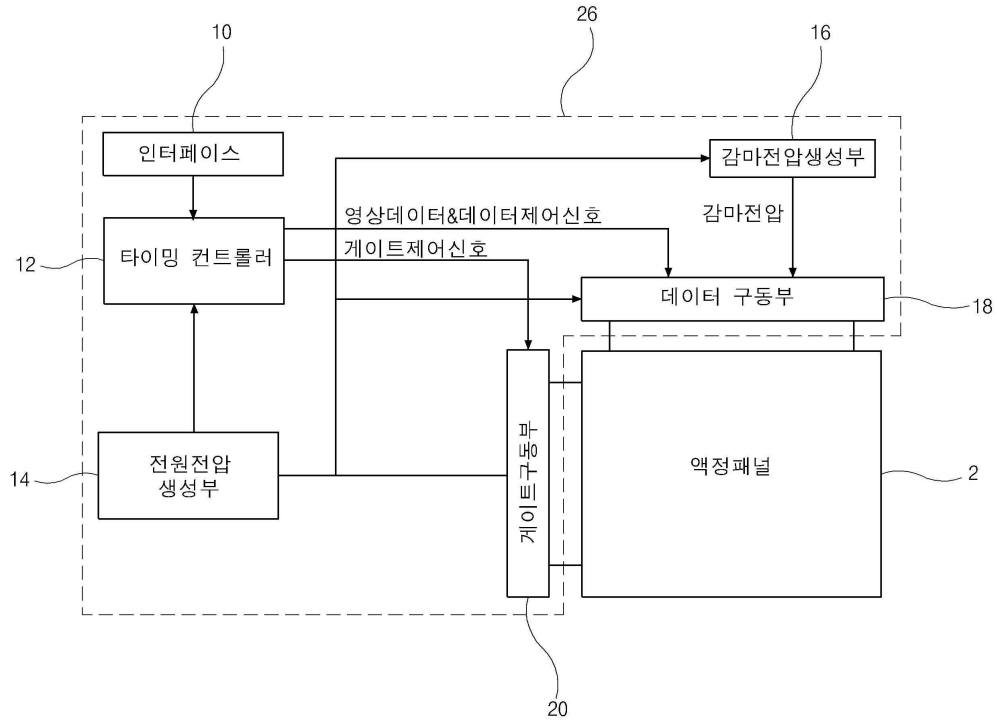 10
26
16
인터페이스
감마전압생성부
영상데이터&데이터제어신호
감마전압
12
타이밍 컨트롤러
게이트제어신호
데이터 구동부
18
14
전원전압
생성부
게이트구동부
액정패널
2
20